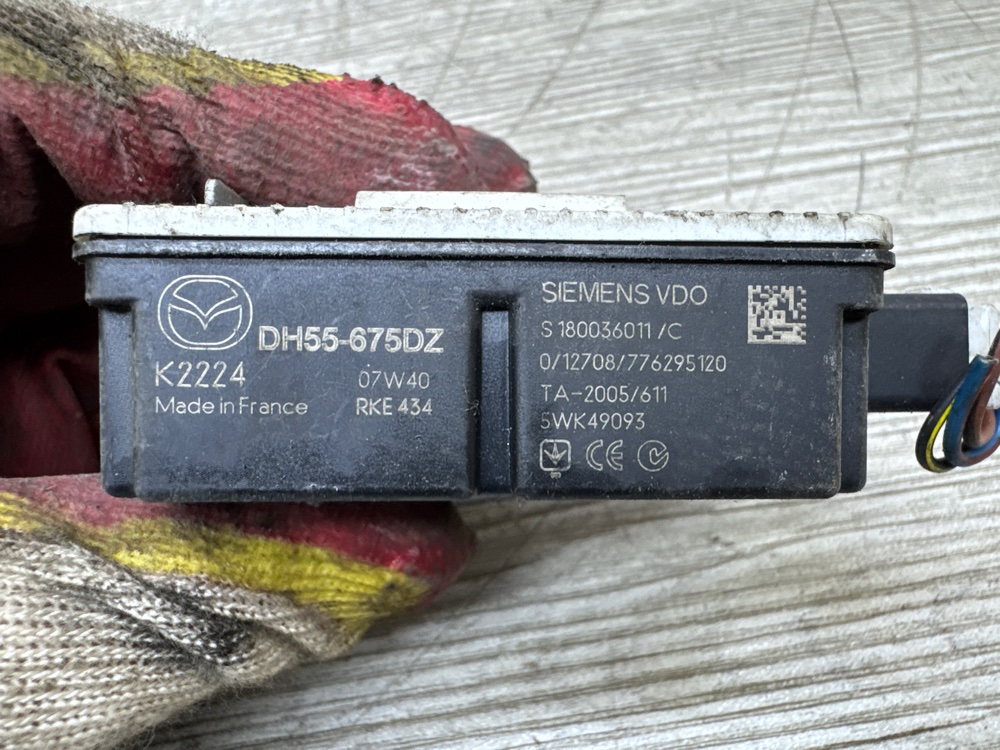 DH55-675DZ
K2224
07W40
Made in France
RKE 434
SIEMENS VDO
S 180036011 /C
0/12708/776295120
TA-2005/611
5WK49093
CE